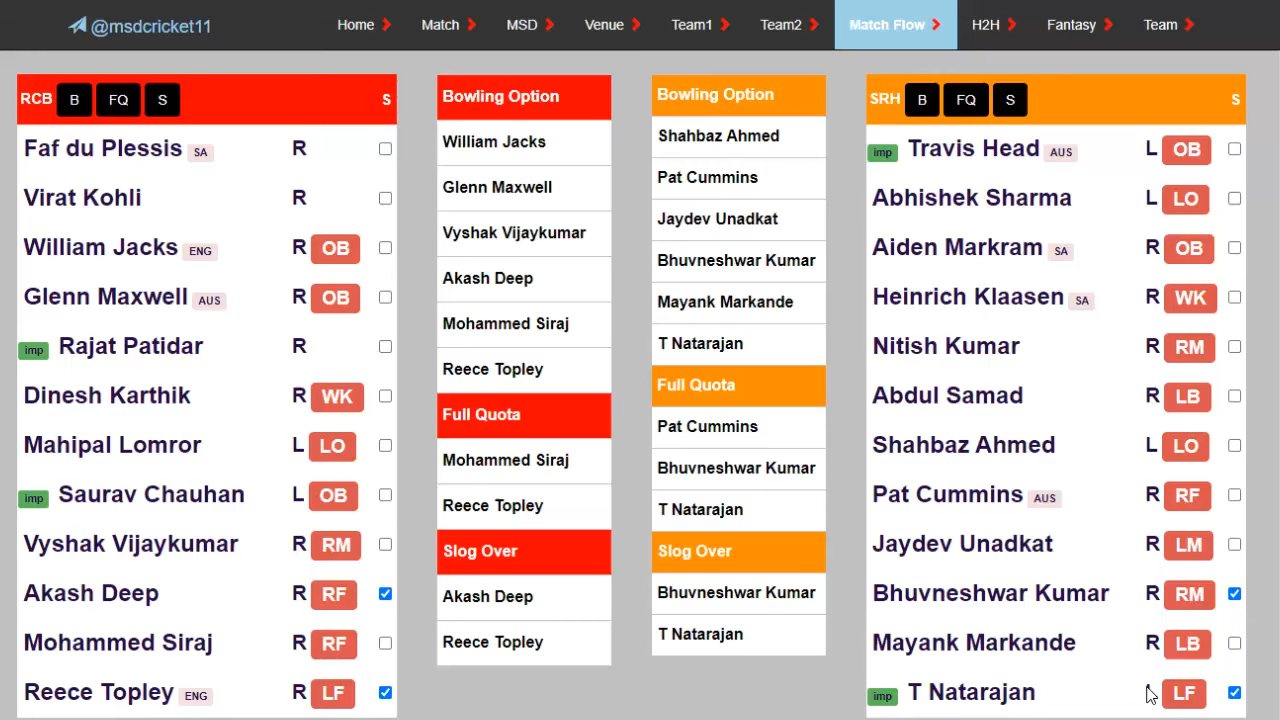 @msdcricket11 Home Match MSD Venue Team1 Team2 Match Flow H2H Fantasy Team
RCB B FQ S S
Faf du Plessis SA R
Virat Kohli R
William Jacks ENG R OB
Glenn Maxwell AUS R OB
imp Rajat Patidar R
Dinesh Karthik R WK
Mahipal Lomror L LO
imp Saurav Chauhan L OB
Vyshak Vijaykumar R RM
Akash Deep R RF
Mohammed Siraj R RF
Reece Topley ENG R LF
Bowling Option
William Jacks
Glenn Maxwell
Vyshak Vijaykumar
Akash Deep
Mohammed Siraj
Reece Topley
Full Quota
Mohammed Siraj
Reece Topley
Slog Over
Akash Deep
Reece Topley
Bowling Option
Shahbaz Ahmed
Pat Cummins
Jaydev Unadkat
Bhuvneshwar Kumar
Mayank Markande
T Natarajan
Full Quota
Pat Cummins
Bhuvneshwar Kumar
T Natarajan
Slog Over
Bhuvneshwar Kumar
T Natarajan
SRH B FQ S S
imp Travis Head AUS L OB
Abhishek Sharma L LO
Aiden Markram SA R OB
Heinrich Klaasen SA R WK
Nitish Kumar R RM
Abdul Samad R LB
Shahbaz Ahmed L LO
Pat Cummins AUS R RF
Jaydev Unadkat R LM
Bhuvneshwar Kumar R RM
Mayank Markande R LB
imp T Natarajan LF